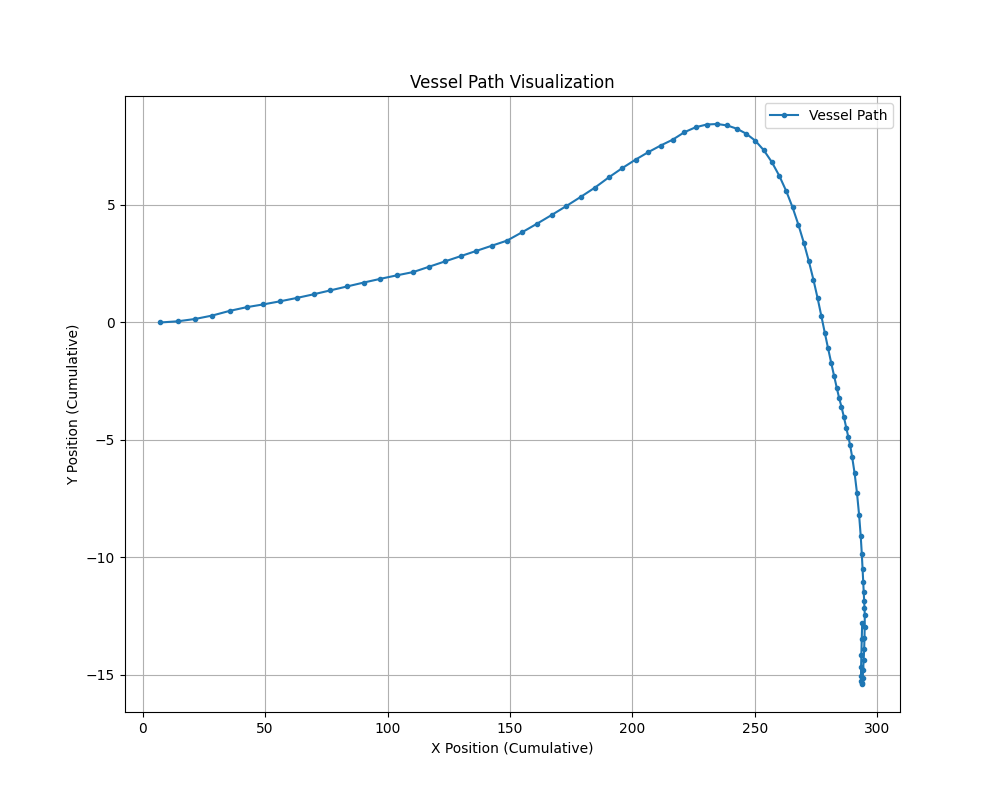 Vessel Path Visualization
Vessel Path
Y Position (Cumulative)
5
0
−5
−10
−15
0 50 100 150 200 250 300
X Position (Cumulative)